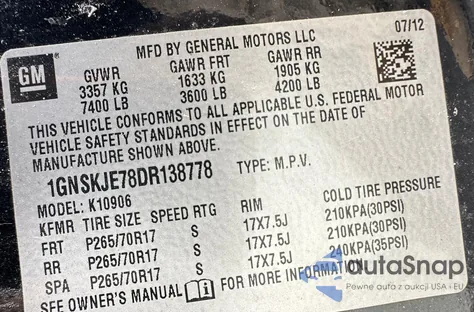 07/12
GM
MFD BY GENERAL MOTORS LLC
GVWR GAWR FRT GAWR RR
3357 KG 1633 KG 1905 KG
7400 LB 3600 LB 4200 LB
THIS VEHICLE CONFORMS TO ALL APPLICABLE U.S. FEDERAL MOTOR
VEHICLE SAFETY STANDARDS IN EFFECT ON THE DATE OF
MANUFACTURE SHOWN ABOVE.
1GNSKJE78DR138778 TYPE: M.P.V.
MODEL: K10906
KFMR TIRE SIZE SPEED RTG RIM COLD TIRE PRESSURE
FRT P265/70R17 S 17X7.5J 210KPA(30PSI)
RR P265/70R17 S 17X7.5J 210KPA(30PSI)
SPA P265/70R17 S 17X7.5J 240KPA(35PSI)
SEE OWNER'S MANUAL FOR MORE INFORMATION
autoSnap
Pewne auta z aukcji USA - EU